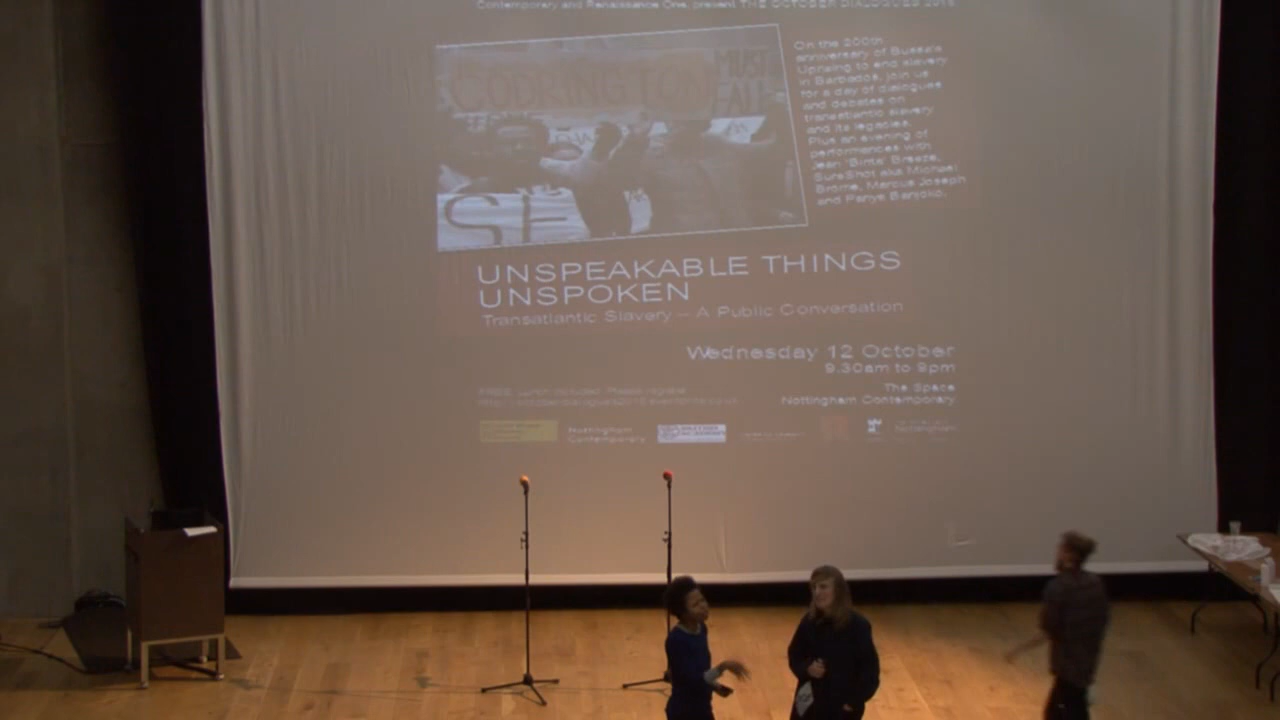 Contemporary and Renaissance One, present THE OCTOBER DIALOGUES 2016
CODRINGTON
MUST
FALL
SE
On the 200th
anniversary of Bussa's
Uprising to end slavery
in Barbados, join us
for a day of dialogues
and debates on
transatlantic slavery
and its legacies.
Plus an evening of
performances with
Jean 'Binta' Breeze,
SureShot aka Michael
Brome, Marcus Joseph
and Panya Banjoko.
UNSPEAKABLE THINGS
UNSPOKEN
Transatlantic Slavery – A Public Conversation
Wednesday 12 October
9.30am to 9pm
The Space
Nottingham Contemporary
FREE. Lunch included. Please register
Nottingham
Contemporary